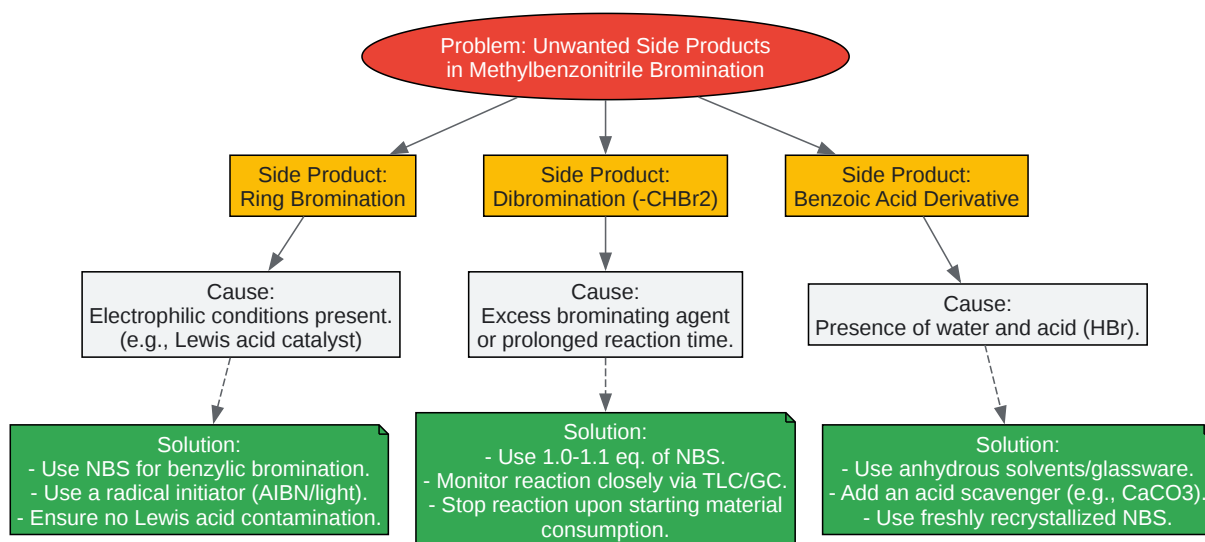 Problem: Unwanted Side Products
in Methylbenzonitrile Bromination
Side Product:
Ring Bromination
Side Product:
Dibromination (-CHBr2)
Side Product:
Benzoic Acid Derivative
Cause:
Electrophilic conditions present.
(e.g., Lewis acid catalyst)
Cause:
Excess brominating agent
or prolonged reaction time.
Cause:
Presence of water and acid (HBr).
Solution:
- Use NBS for benzylic bromination.
- Use a radical initiator (AIBN/light).
- Ensure no Lewis acid contamination.
Solution:
- Use 1.0-1.1 eq. of NBS.
- Monitor reaction closely via TLC/GC.
- Stop reaction upon starting material
consumption.
Solution:
- Use anhydrous solvents/glassware.
- Add an acid scavenger (e.g., CaCO3).
- Use freshly recrystallized NBS.